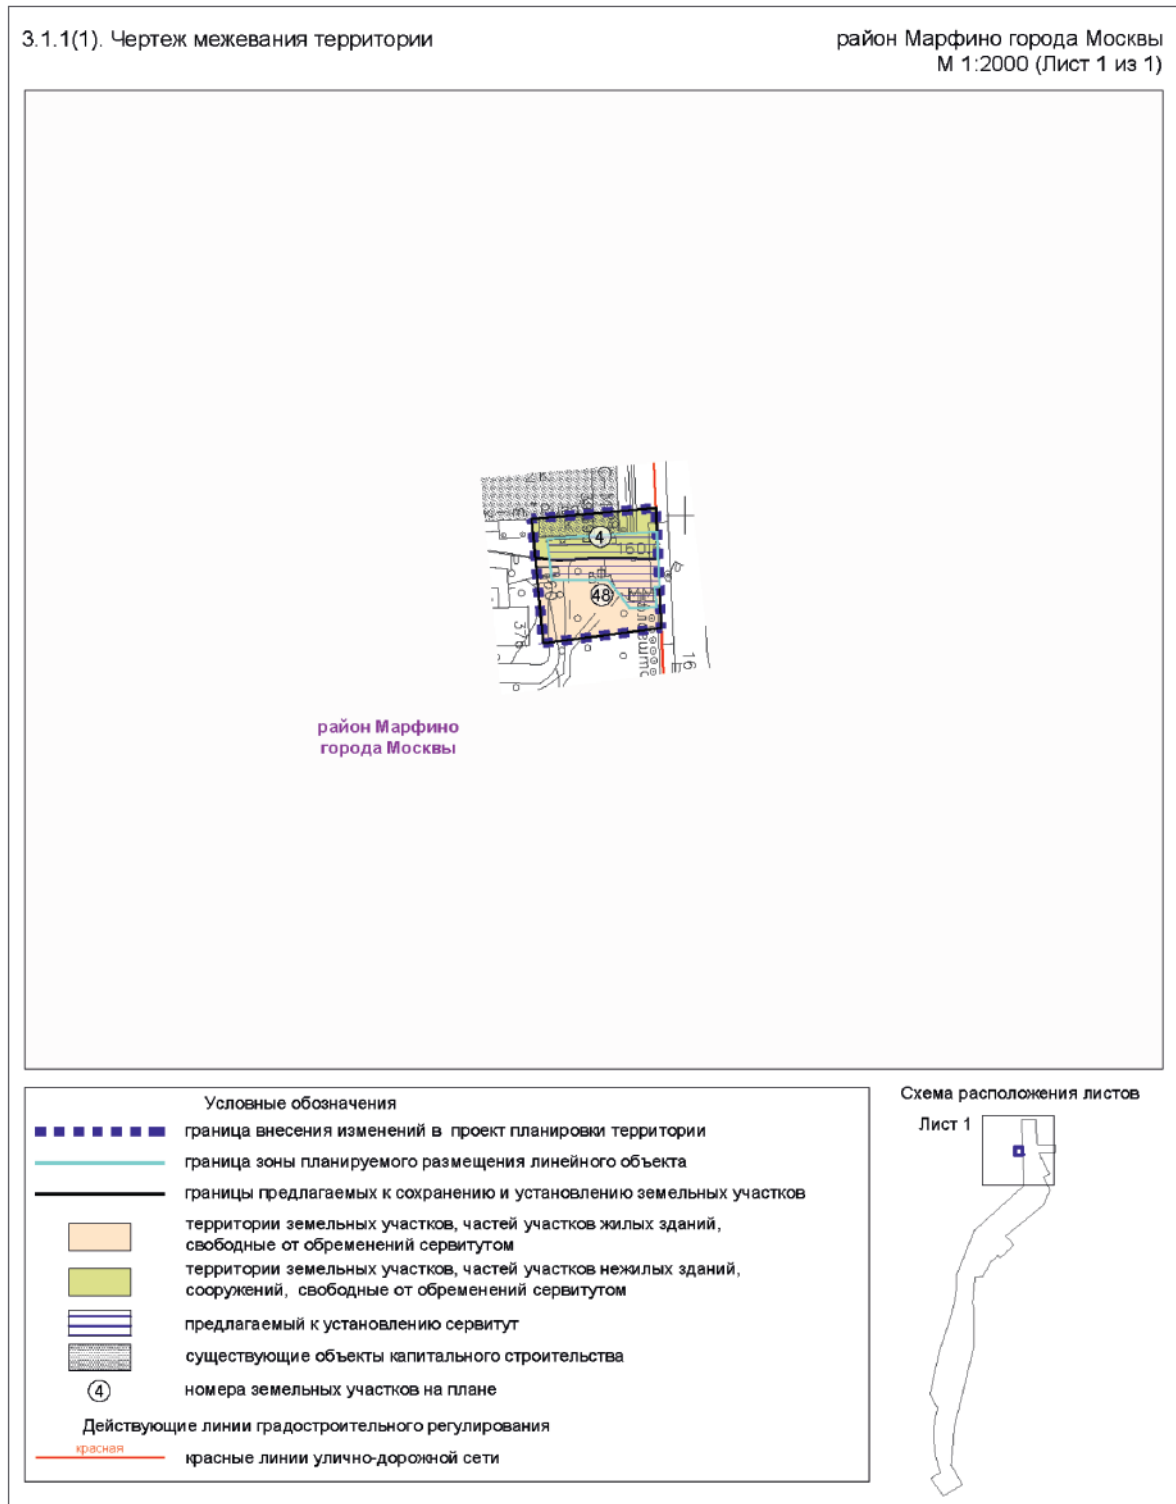 3.1.1(1). Чертеж межевания территории
район Марфино города Москвы
М 1:2000 (Лист 1 из 1)
4
160.
48
376
16
район Марфино
города Москвы
Условные обозначения
граница внесения изменений в проект планировки территории
граница зоны планируемого размещения линейного объекта
границы предлагаемых к сохранению и установлению земельных участков
территории земельных участков, частей участков жилых зданий,
свободные от обременений сервитутом
территории земельных участков, частей участков нежилых зданий,
сооружений, свободные от обременений сервитутом
предлагаемый к установлению сервитут
существующие объекты капитального строительства
4
номера земельных участков на плане
Действующие линии градостроительного регулирования
красная
красные линии улично-дорожной сети
Схема расположения листов
Лист 1